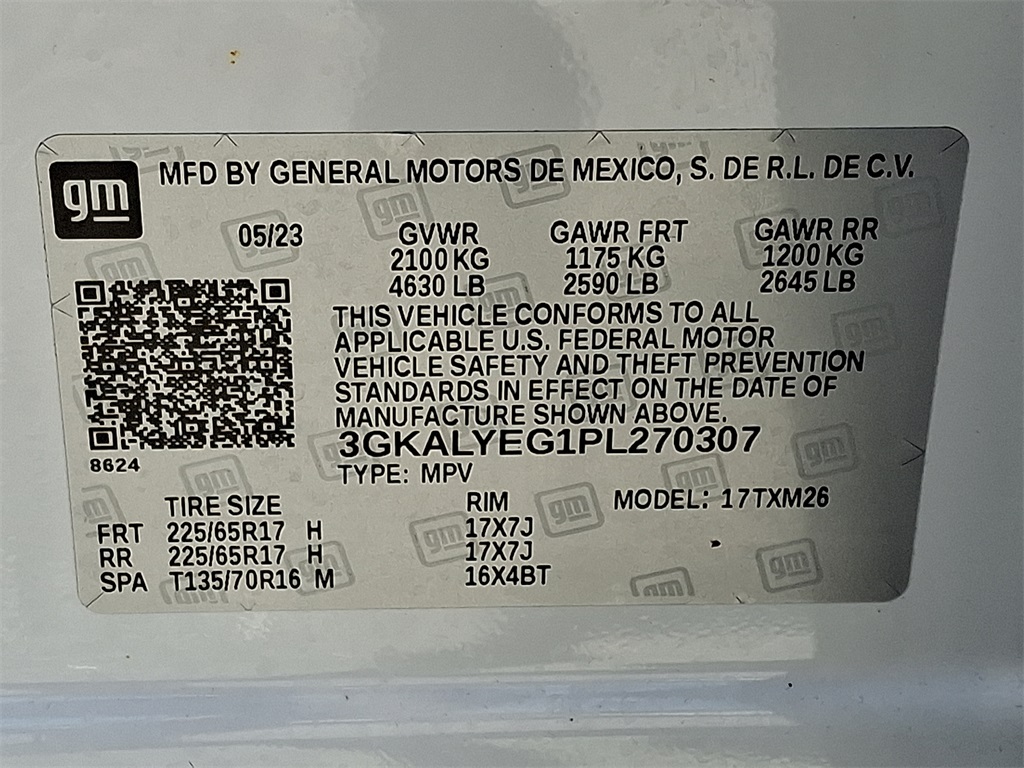 gm
MFD BY GENERAL MOTORS DE MEXICO, S. DE R.L. DE C.V.
05/23 GVWR GAWR FRT GAWR RR
2100 KG 1175 KG 1200 KG
4630 LB 2590 LB 2645 LB
THIS VEHICLE CONFORMS TO ALL
APPLICABLE U.S. FEDERAL MOTOR
VEHICLE SAFETY AND THEFT PREVENTION
STANDARDS IN EFFECT ON THE DATE OF
MANUFACTURE SHOWN ABOVE.
3GKALYEG1PL270307
8624
TYPE: MPV
TIRE SIZE RIM MODEL: 17TXM26
FRT 225/65R17 H 17X7J
RR 225/65R17 H 17X7J
SPA T135/70R16 M 16X4BT